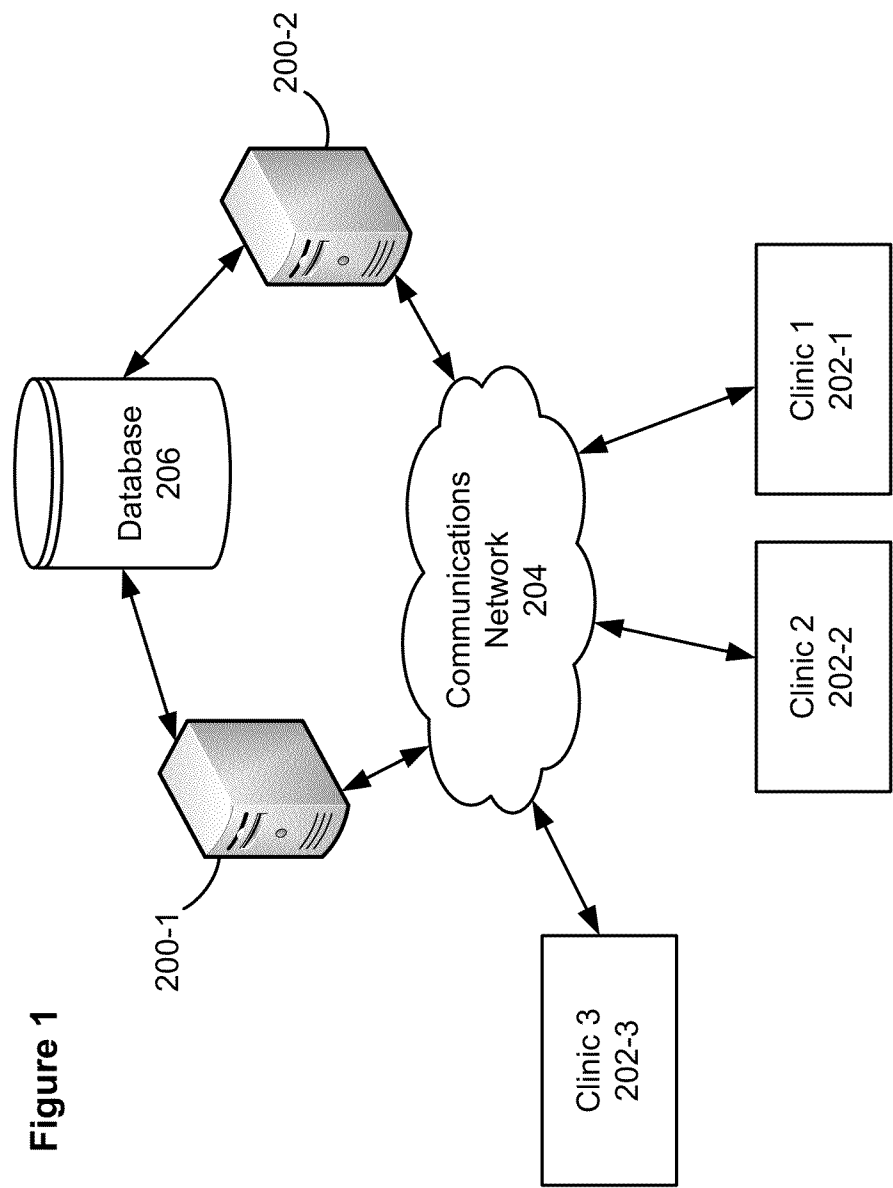 Figure 1
200-1
200-2
Database
206
Communications
Network
204
Clinic 3
202-3
Clinic 2
202-2
Clinic 1
202-1